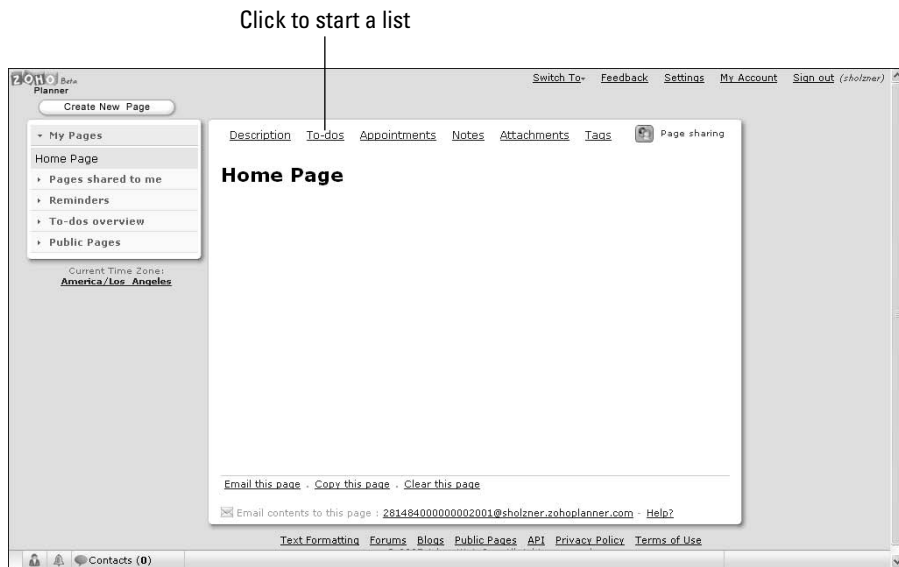 Click to start a list
ZOHO Beta
Planner
Switch To Feedback Settings My Account Sign out (sholzner)
Create New Page
My Pages
Home Page
Pages shared to me
Reminders
To-dos overview
Public Pages
Current Time Zone:
America/Los_Angeles
Description To-dos Appointments Notes Attachments Tags Page sharing
Home Page
Email this page . Copy this page . Clear this page
Email contents to this page : 281484000000002001@sholzner.zohoplanner.com - Help?
Text Formatting Forums Blogs Public Pages API Privacy Policy Terms of Use
Contacts (0)